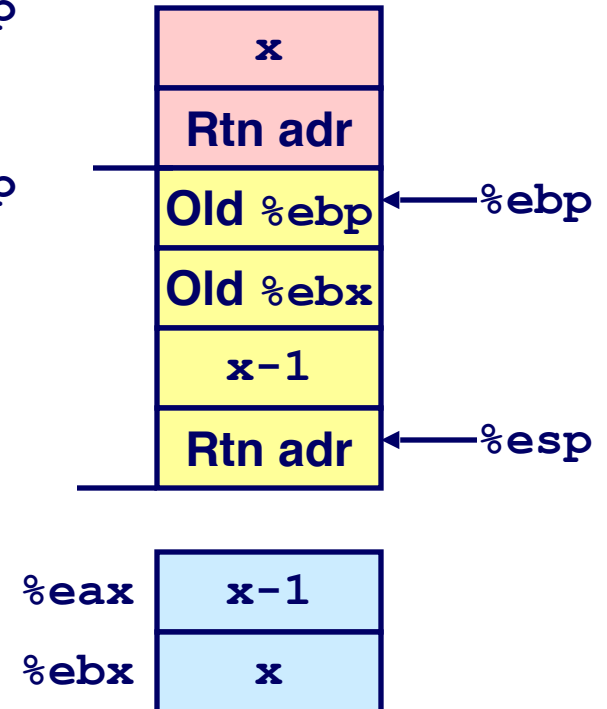 x
Rtn adr
Old %ebp
%ebp
Old %ebx
x-1
Rtn adr
%esp
%eax
x-1
%ebx
x